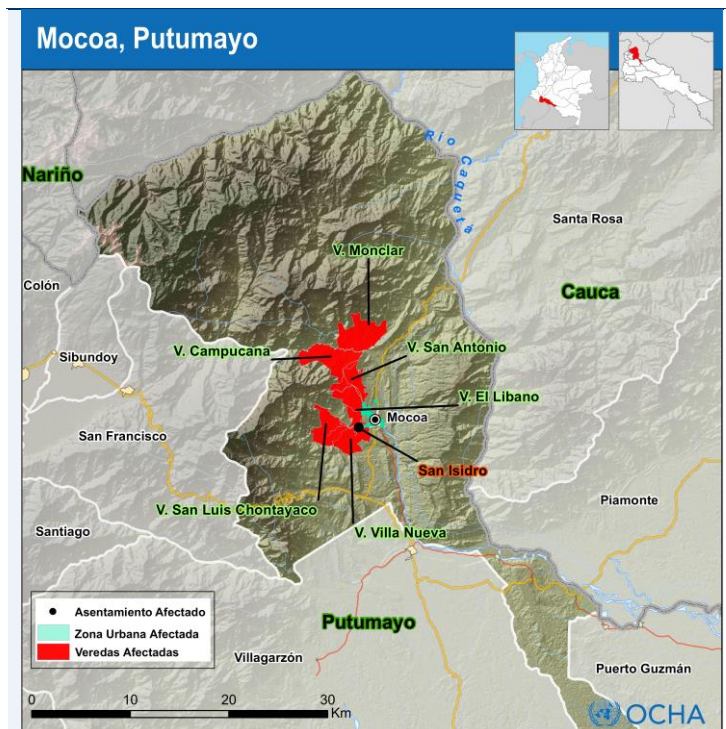 Mocoa, Putumayo
Río Caquetá
Nariño
Santa Rosa
V. Monclar
Colón
Cauca
V. Campucana
V. San Antonio
Sibundoy
V. El Libano
Mocoa
San Francisco
San Isidro
Piamonte
V. San Luis Chontayaco
Santiago
V. Villa Nueva
Asentamiento Afectado
Putumayo
Zona Urbana Afectada
Veredas Afectadas
Villagarzón
Puerto Guzmán
0 10 20 30
Km
OCHA